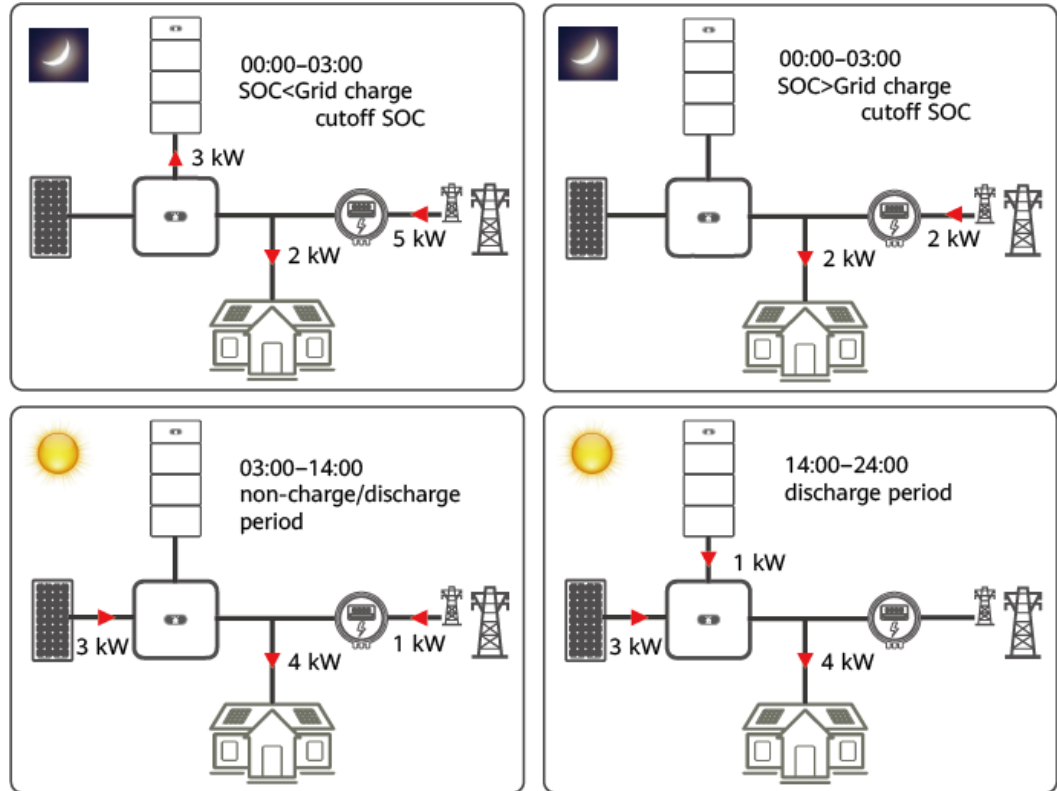 00:00–03:00
SOC<Grid charge
cutoff SOC
3 kW
5 kW
2 kW
00:00–03:00
SOC>Grid charge
cutoff SOC
2 kW
2 kW
03:00–14:00
non-charge/discharge
period
3 kW
1 kW
4 kW
14:00–24:00
discharge period
1 kW
3 kW
4 kW